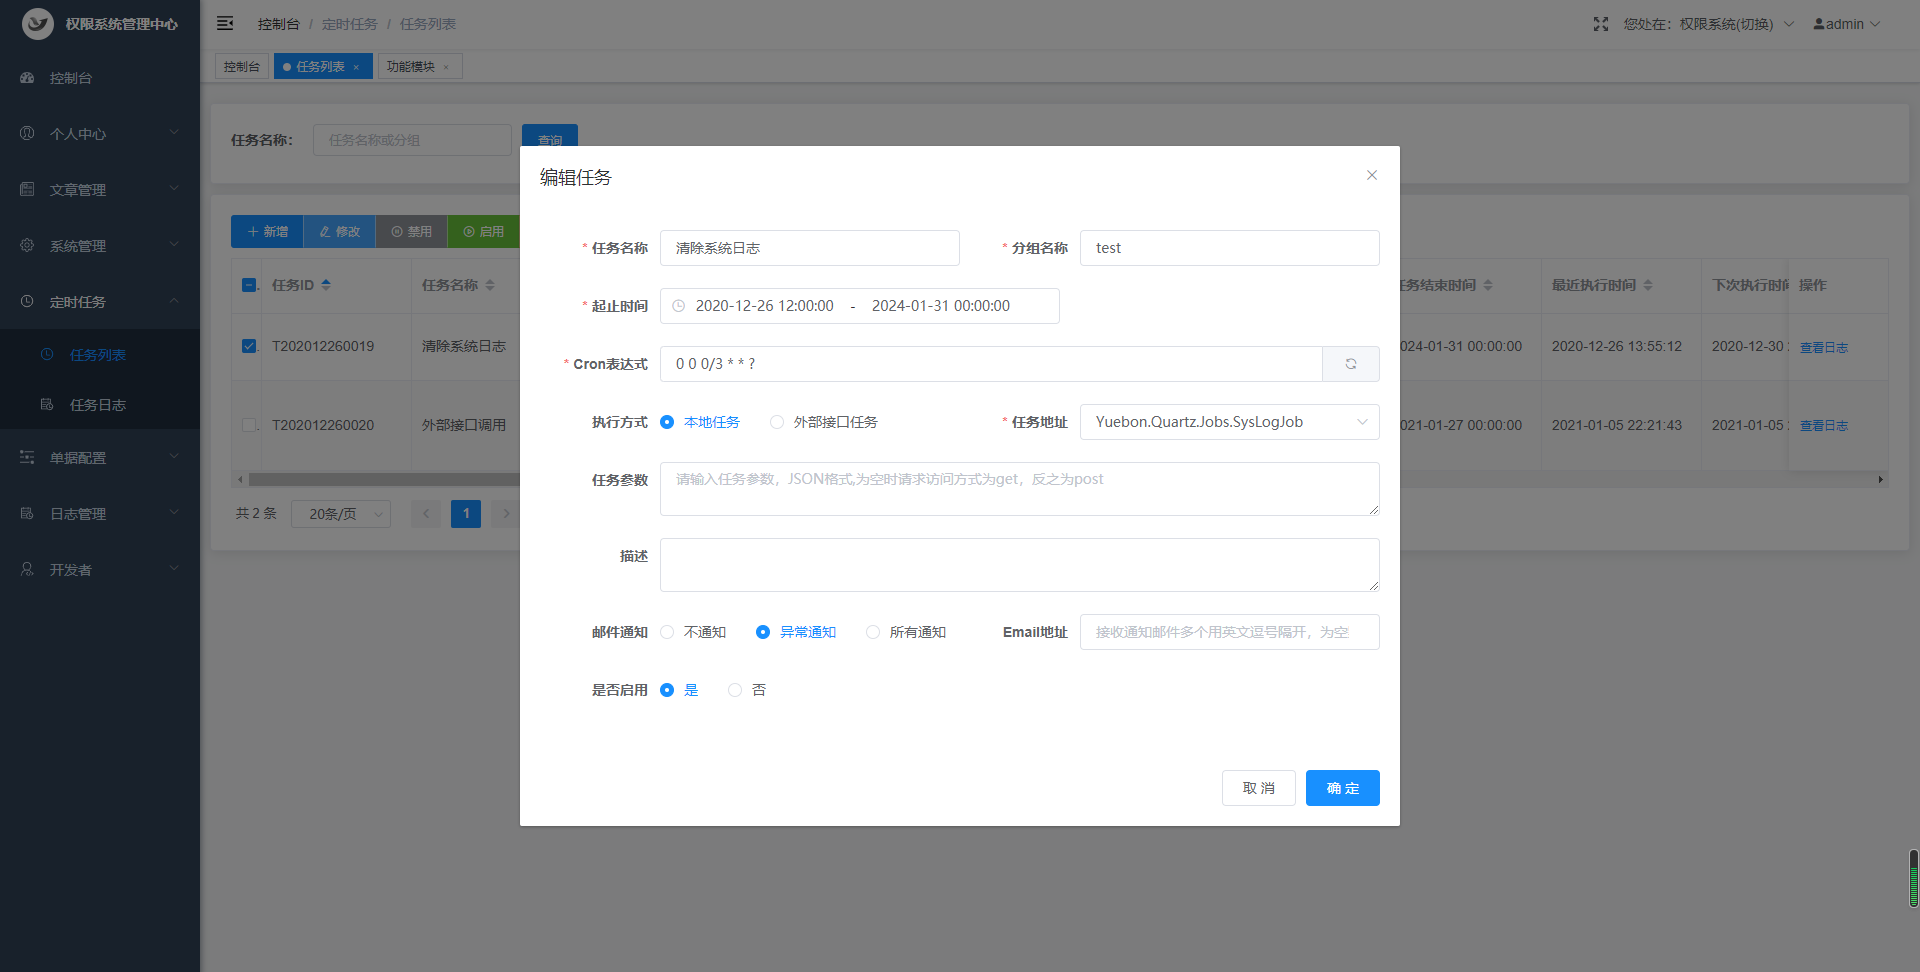 权限系统管理中心
控制台 / 定时任务 / 任务列表
您处在：权限系统(切换)
admin
控制台
任务列表 ×
功能模块 ×
控制台
个人中心
文章管理
系统管理
定时任务
任务列表
任务日志
单据配置
日志管理
开发者
任务名称：
任务名称或分组
查询
新增
修改
禁用
启用
任务ID
任务名称
任务结束时间
最近执行时间
下次执行时间
操作
T202012260019
清除系统日志
024-01-31 00:00:00
2020-12-26 13:55:12
2020-12-30
查看日志
T202012260020
外部接口调用
021-01-27 00:00:00
2021-01-05 22:21:43
2021-01-05
查看日志
共 2 条
20条/页
1
编辑任务
* 任务名称
清除系统日志
* 分组名称
test
* 起止时间
2020-12-26 12:00:00 - 2024-01-31 00:00:00
* Cron表达式
0 0 0/3 * * ?
执行方式
本地任务
外部接口任务
* 任务地址
Yuebon.Quartz.Jobs.SysLogJob
任务参数
请输入任务参数，JSON格式,为空时请求访问方式为get，反之为post
描述
邮件通知
不通知
异常通知
所有通知
Email地址
接收通知邮件多个用英文逗号隔开，为空
是否启用
是
否
取 消
确 定